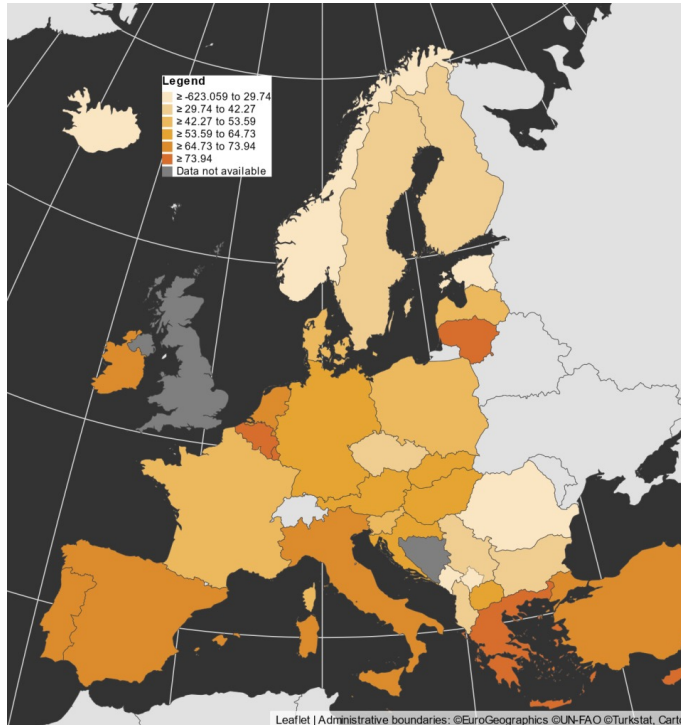 Legend
≥ -623.059 to 29.74
≥ 29.74 to 42.27
≥ 42.27 to 53.59
≥ 53.59 to 64.73
≥ 64.73 to 73.94
≥ 73.94
Data not available
Leaflet | Administrative boundaries: ©EuroGeographics ©UN-FAO ©Turkstat, Carto